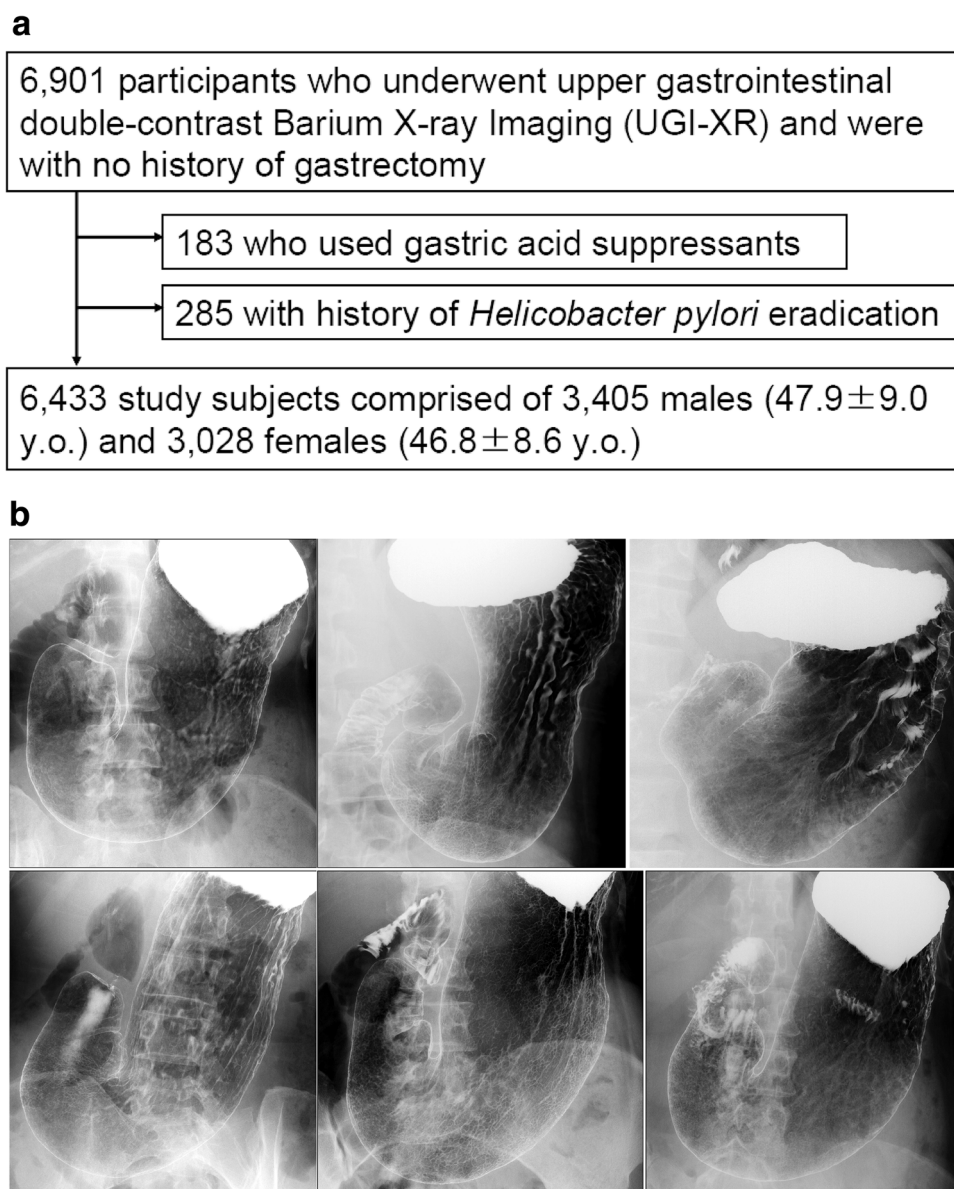 a
6,901 participants who underwent upper gastrointestinal
double-contrast Barium X-ray Imaging (UGI-XR) and were
with no history of gastrectomy
183 who used gastric acid suppressants
285 with history of Helicobacter pylori eradication
6,433 study subjects comprised of 3,405 males (47.9±9.0
y.o.) and 3,028 females (46.8±8.6 y.o.)
b